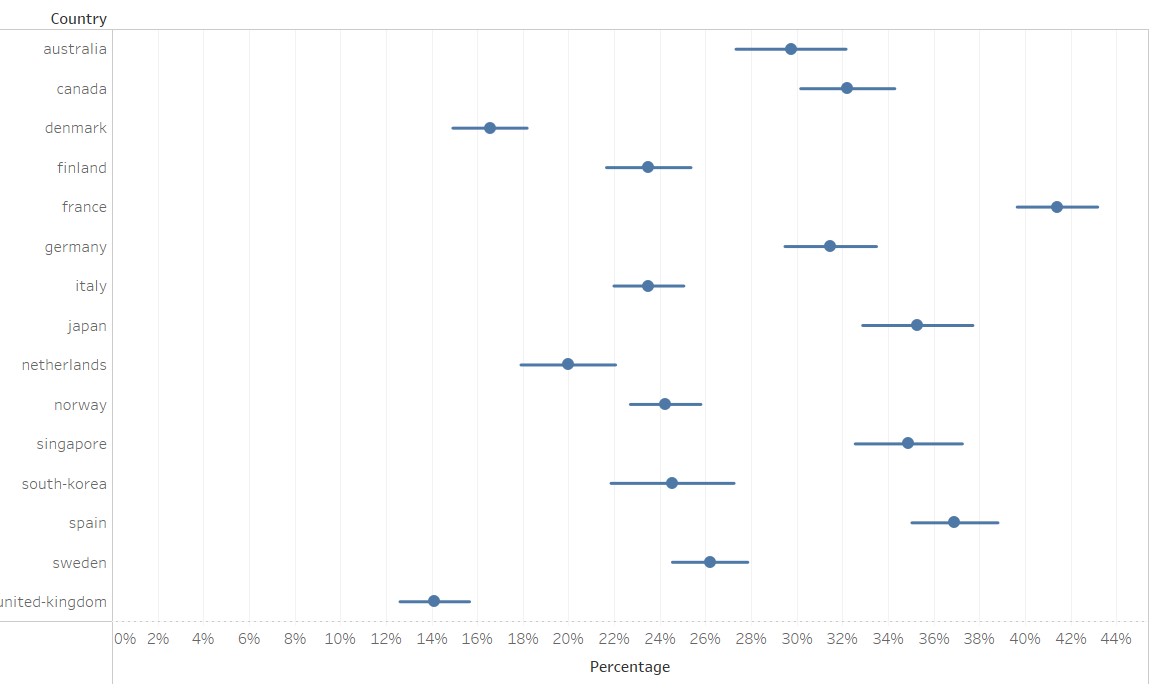 Country
australia
canada
denmark
finland
france
germany
italy
japan
netherlands
norway
singapore
south-korea
spain
sweden
united-kingdom
0% 2% 4% 6% 8% 10% 12% 14% 16% 18% 20% 22% 24% 26% 28% 30% 32% 34% 36% 38% 40% 42% 44%
Percentage